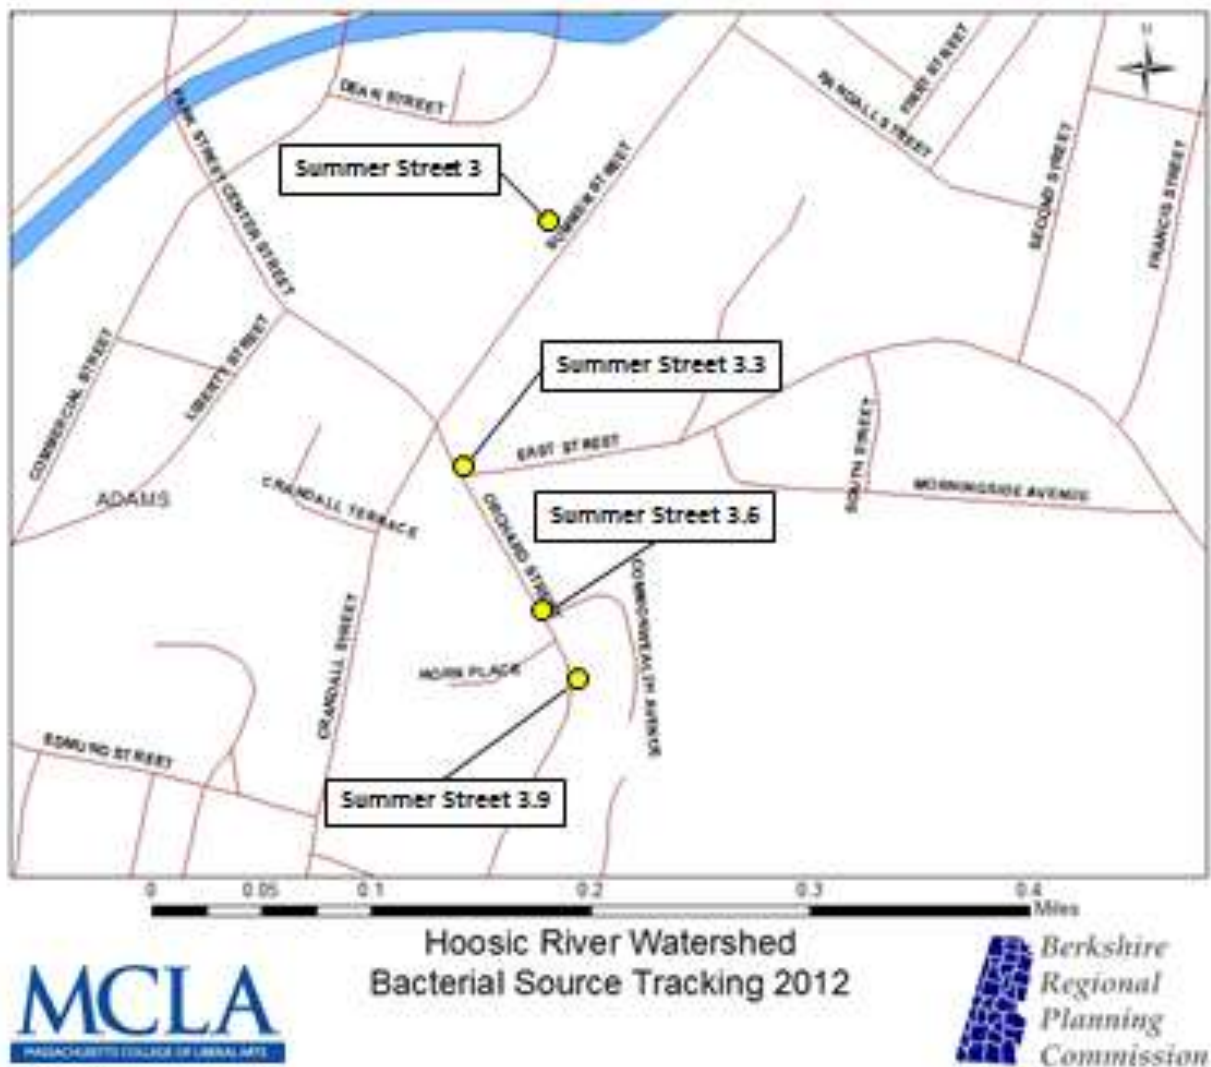 N
DEAN STREET
FIRST STREET
RANDALL STREET
PARK STREET
CENTER STREET
Summer Street 3
SUMMER STREET
SECOND STREET
FRANCIS STREET
COMMERCIAL STREET
LIBERTY STREET
Summer Street 3.3
EAST STREET
SOUTH STREET
MORNINGSIDE AVENUE
ADAMS
CRANDALL TERRACE
ORCHARD STREET
Summer Street 3.6
COMMONWEALTH AVENUE
CRANDALL STREET
HORN PLACE
EDMUND STREET
Summer Street 3.9
0 0.05 0.1 0.2 0.3 0.4
Miles
Hoosic River Watershed
Bacterial Source Tracking 2012
MCLA
MASSACHUSETTS COLLEGE OF LIBERAL ARTS
Berkshire
Regional
Planning
Commission